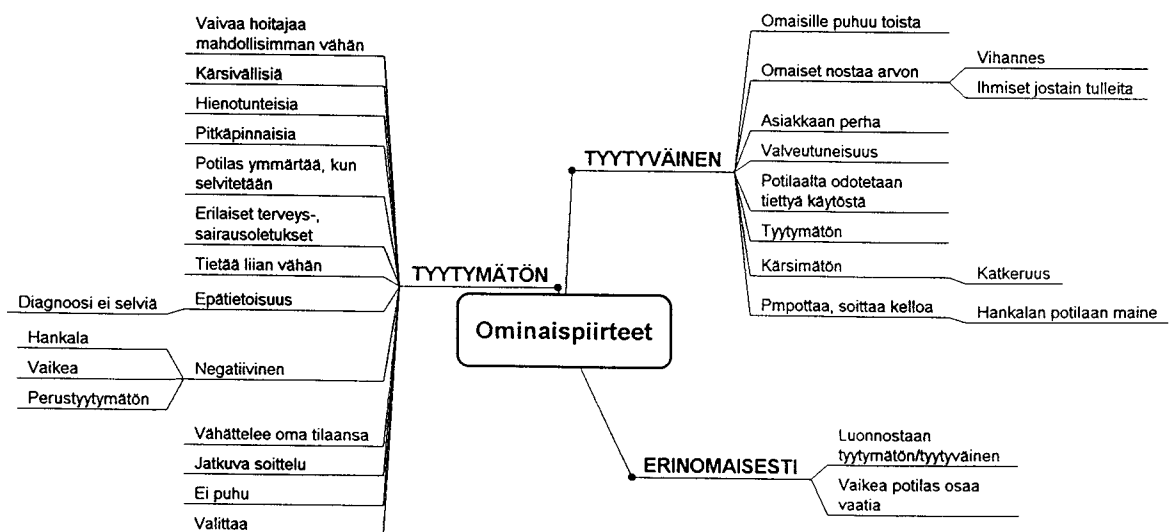 Vaivaa hoitajaa
mahdollisimman vähän
Kärsivällisiä
Hienotunteisia
Pitkäpinnaisia
Potilas ymmärtää, kun
selvitetään
Erilaiset terveys-,
sairausoletukset
Tietää liian vähän
Diagnoosi ei selviä
Epätietoisuus
Hankala
Vaikea
Perustyytymätön
Negatiivinen
Vähättelee oma tilaansa
Jatkuva soittelu
Ei puhu
Valittaa
TYYTYMÄTÖN
Ominaispiirteet
TYYTYVÄINEN
Omaisille puhuu toista
Omaiset nostaa arvon
Vihannes
Ihmiset jostain tulleita
Asiakkaan perha
Valveutuneisuus
Potilaalta odotetaan
tiettyä käytöstä
Tyytymätön
Kärsimätön
Katkeruus
Pmpottaa, soittaa kelloa
Hankalan potilaan maine
ERINOMAISESTI
Luonnostaan
tyytymätön/tyytyväinen
Vaikea potilas osaa
vaatia